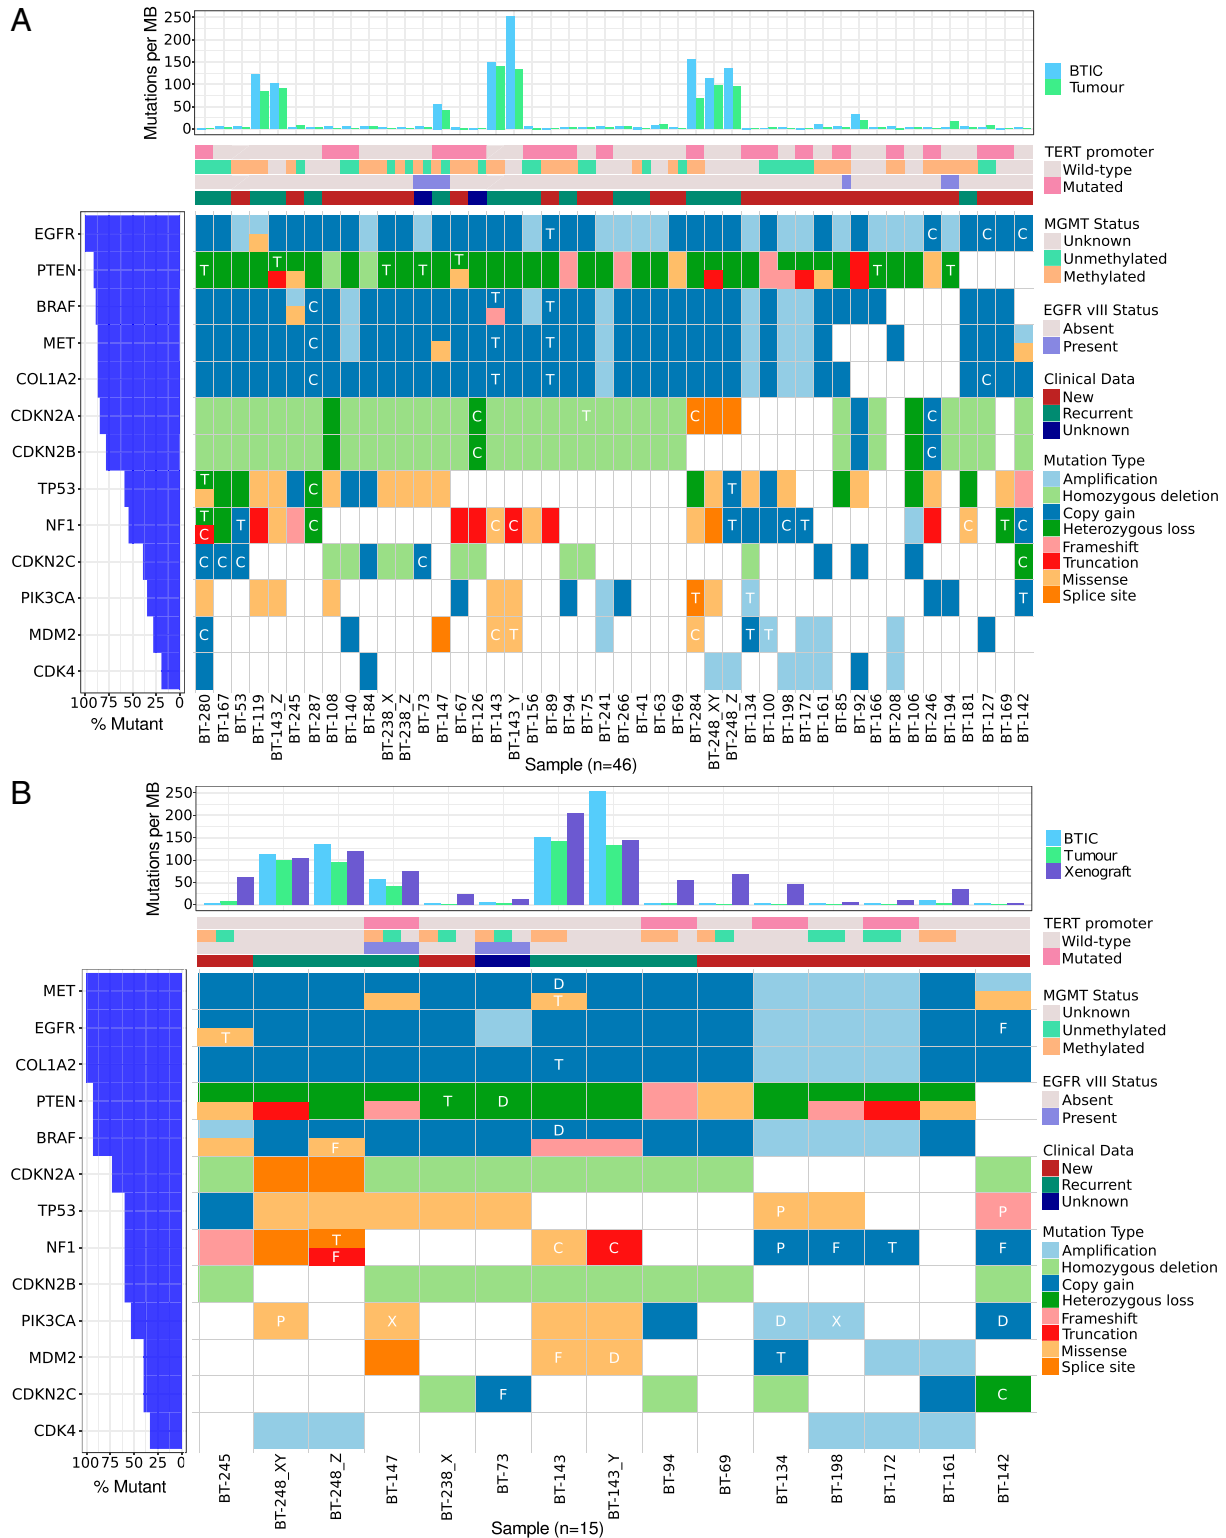 A
Mutations per MB
250
200
150
100
50
0
BTIC
Tumour
TERT promoter
Wild-type
Mutated
MGMT Status
Unknown
Unmethylated
Methylated
EGFR vIII Status
Absent
Present
Clinical Data
New
Recurrent
Unknown
Mutation Type
Amplification
Homozygous deletion
Copy gain
Heterozygous loss
Frameshift
Truncation
Missense
Splice site
EGFR T C C C
PTEN T T T T T T T
BRAF C T T
MET C T T
COL1A2 C T T C
CDKN2A C T C C
CDKN2B C C
TP53 T C T
NF1 T C T C C C T C T C T C
CDKN2C C C C C C
PIK3CA T T T
MDM2 C C T C T T
CDK4
100 75 50 25 0
% Mutant
BT-280 BT-167 BT-53 BT-119 BT-143_Z BT-245 BT-287 BT-108 BT-140 BT-84 BT-238_X BT-238_Z BT-73 BT-147 BT-67 BT-126 BT-143 BT-143_Y BT-156 BT-89 BT-94 BT-75 BT-241 BT-266 BT-41 BT-63 BT-69 BT-284 BT-248_XY BT-248_Z BT-134 BT-100 BT-198 BT-172 BT-161 BT-85 BT-92 BT-166 BT-208 BT-106 BT-246 BT-194 BT-181 BT-127 BT-169 BT-142
Sample (n=46)
B
Mutations per MB
250
200
150
100
50
0
BTIC
Tumour
Xenograft
TERT promoter
Wild-type
Mutated
MGMT Status
Unknown
Unmethylated
Methylated
EGFR vIII Status
Absent
Present
Clinical Data
New
Recurrent
Unknown
Mutation Type
Amplification
Homozygous deletion
Copy gain
Heterozygous loss
Frameshift
Truncation
Missense
Splice site
MET D T
EGFR T F
COL1A2 T
PTEN T D
BRAF F D
CDKN2A
TP53 P P
NF1 T F C C P F T F
CDKN2B
PIK3CA P X D X D
MDM2 F D T
CDKN2C F C
CDK4
100 75 50 25 0
% Mutant
BT-245 BT-248_XY BT-248_Z BT-147 BT-238_X BT-73 BT-143 BT-143_Y BT-94 BT-69 BT-134 BT-198 BT-172 BT-161 BT-142
Sample (n=15)